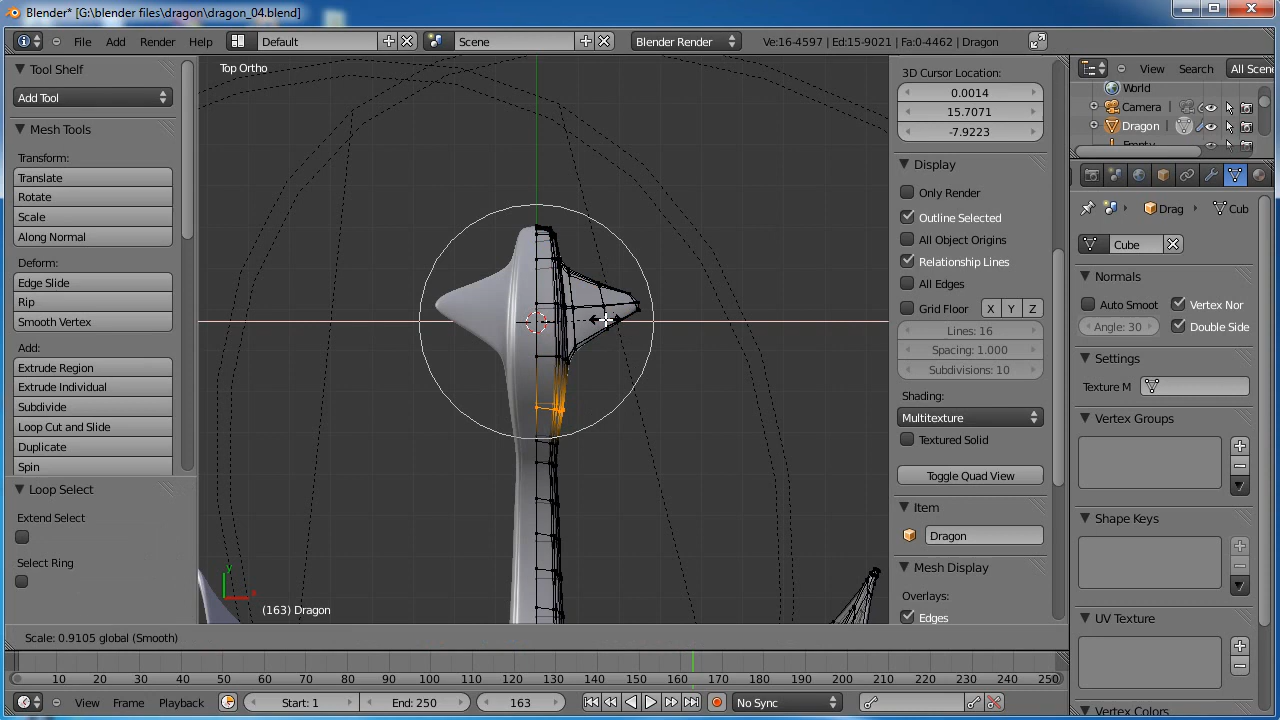 Blender* [G:\blender files\dragon\dragon_04.blend]
File Add Render Help Default Scene Blender Render Ve:16-4597 | Ed:15-9021 | Fa:0-4462 | Dragon
Tool Shelf
Add Tool
Mesh Tools
Transform:
Translate
Rotate
Scale
Along Normal
Deform:
Edge Slide
Rip
Smooth Vertex
Add:
Extrude Region
Extrude Individual
Subdivide
Loop Cut and Slide
Duplicate
Spin
Loop Select
Extend Select
Select Ring
Top Ortho
y
x
(163) Dragon
Scale: 0.9105 global (Smooth)
3D Cursor Location:
0.0014
15.7071
-7.9223
Display
Only Render
Outline Selected
All Object Origins
Relationship Lines
All Edges
Grid Floor X Y Z
Lines: 16
Spacing: 1.000
Subdivisions: 10
Shading:
Multitexture
Textured Solid
Toggle Quad View
Item
Dragon
Mesh Display
Overlays:
Edges
View Search All Scene
World
Camera
Dragon
Empty
Drag Cub
Cube
Normals
Auto Smoot Vertex Nor
Angle: 30 Double Side
Settings
Texture M
Vertex Groups
Shape Keys
UV Texture
Vertex Colors
10 20 30 40 50 60 70 80 90 100 110 120 130 140 150 160 170 180 190 200 210 220 230 240 250
View Frame Playback Start: 1 End: 250 163 No Sync